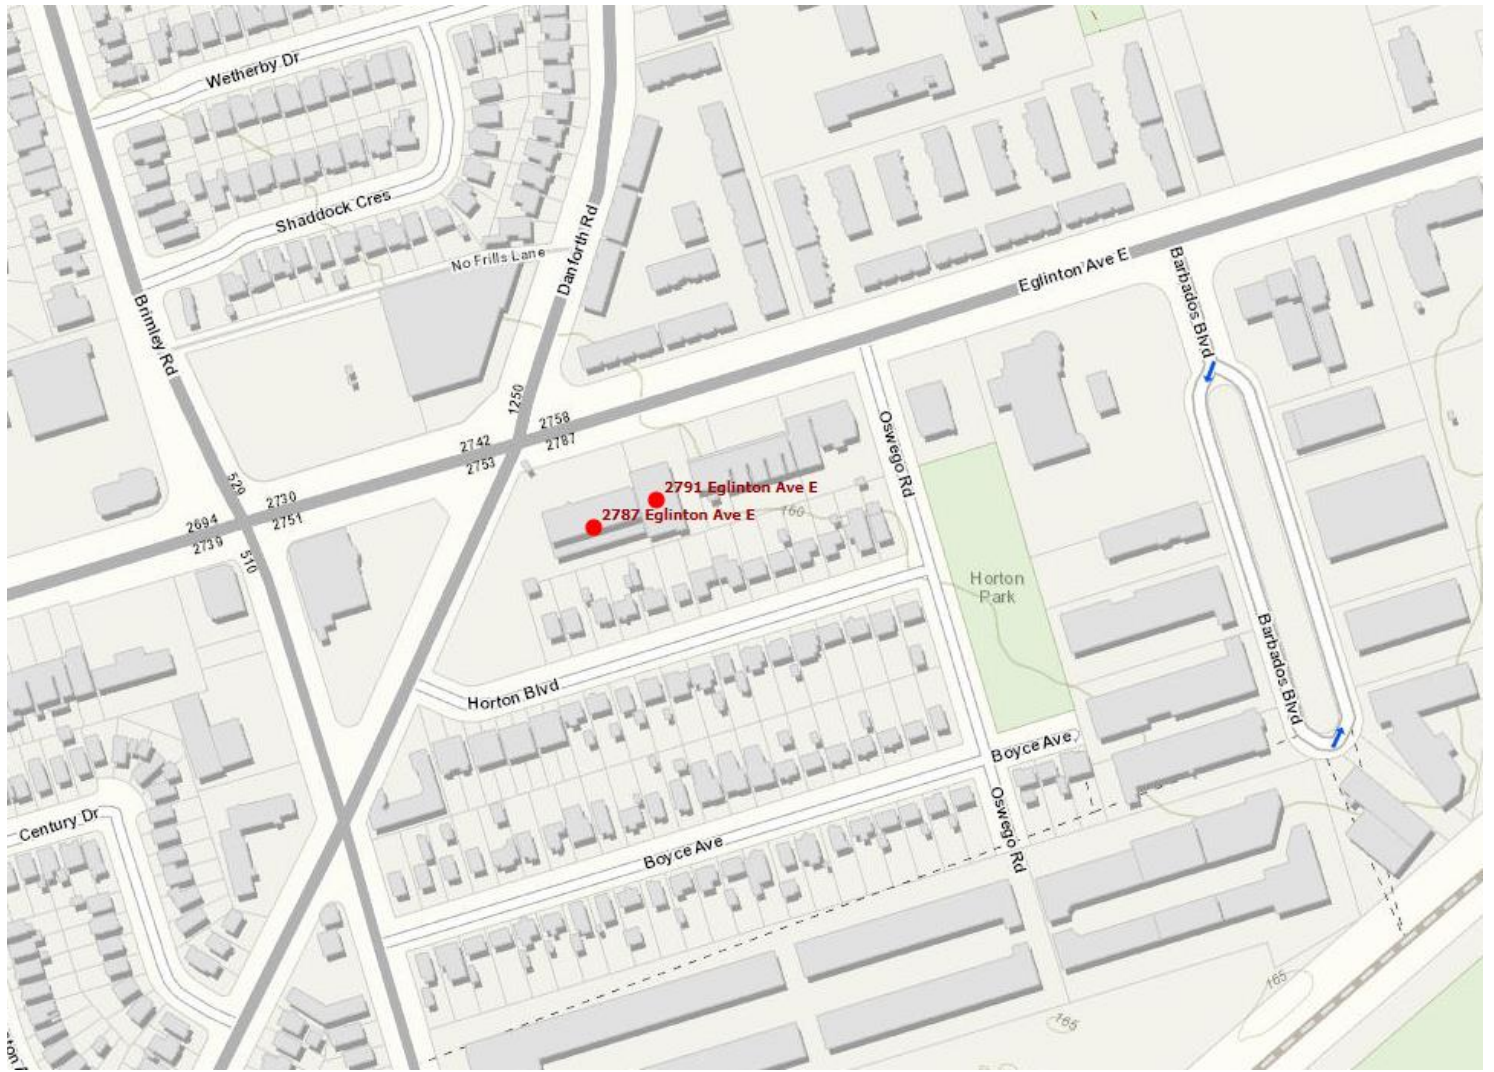 Wetherby Dr
Shaddock Cres
No Frills Lane
Danforth Rd
Brimley Rd
Eglinton Ave E
Barbados Blvd
1250
2758
2742
2787
2753
Oswego Rd
529
2730
2694
2751
2739
510
2791 Eglinton Ave E
2787 Eglinton Ave E
160
Horton
Park
Horton Blvd
Barbados Blvd
Boyce Ave
Oswego Rd
Century Dr
Boyce Ave
165
165